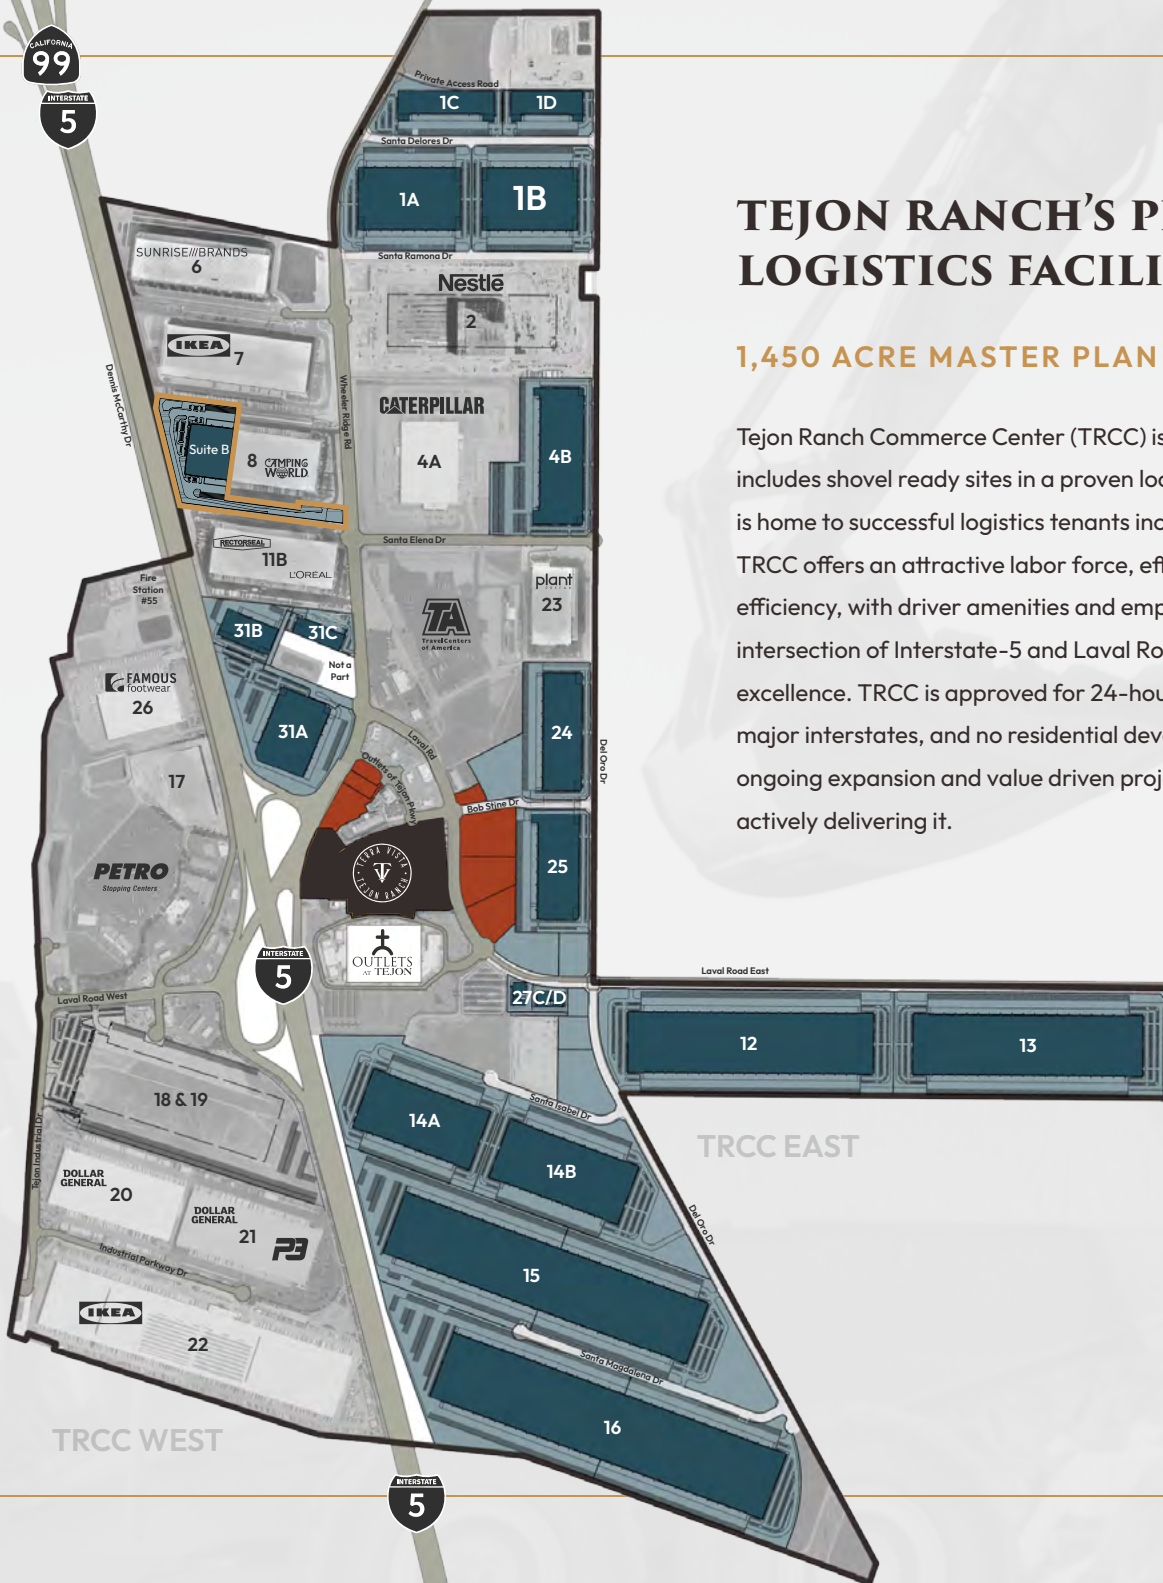 CALIFORNIA
99
INTERSTATE
5
Private Access Road
1C
1D
Santa Delores Dr
1A
1B
Santa Ramona Dr
SUNRISE///BRANDS
6
Nestlé
2
IKEA
7
Dennis McCarthy Dr
Wheeler Ridge Rd
CATERPILLAR
4A
4B
Suite B
8
CAMPING
WORLD
Santa Elena Dr
RECTORSEAL
11B
L'ORÉAL
Fire
Station
#55
plant
23
TA
TravelCenters
of America
31B
31C
Not a
Part
FAMOUS
footwear
26
31A
24
Laval Rd
Outlets of Tejon Pkwy
Del Oro Dr
17
Bob Stine Dr
PETRO
Stopping Centers
TERRA VISTA
TV
TEJON RANCH
25
OUTLETS
AT TEJON
INTERSTATE
5
Laval Road East
Laval Road West
27C/D
12
13
18 & 19
14A
Santa Isabel Dr
14B
TRCC EAST
Tejon Industrial Dr
DOLLAR
GENERAL
20
DOLLAR
GENERAL
21
P3
Del Oro Dr
Industrial Parkway Dr
15
IKEA
22
Santa Magdalena Dr
16
TRCC WEST
INTERSTATE
5
TEJON RANCH'S P
LOGISTICS FACILI
1,450 ACRE MASTER PLAN
Tejon Ranch Commerce Center (TRCC) is
includes shovel ready sites in a proven loc
is home to successful logistics tenants inc
TRCC offers an attractive labor force, eff
efficiency, with driver amenities and emp
intersection of Interstate-5 and Laval Ro
excellence. TRCC is approved for 24-hou
major interstates, and no residential deve
ongoing expansion and value driven proj
actively delivering it.